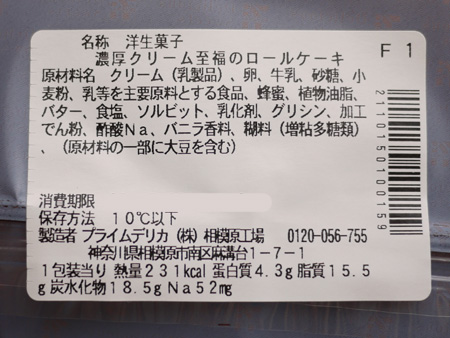 名称 洋生菓子
濃厚クリーム至福のロールケーキ
F1
原材料名 クリーム（乳製品）、卵、牛乳、砂糖、小
麦粉、乳等を主要原料とする食品、蜂蜜、植物油脂、
バター、食塩、ソルビット、乳化剤、グリシン、加工
でん粉、酢酸Na、バニラ香料、糊料（増粘多糖類）
、（原材料の一部に大豆を含む）
2110150100159
消費期限
保存方法 10℃以下
製造者 プライムデリカ（株）相模原工場 0120-056-755
神奈川県相模原市南区麻溝台1-7-1
1包装当り 熱量231kcal 蛋白質4.3g 脂質15.5
g 炭水化物18.5g Na52mg